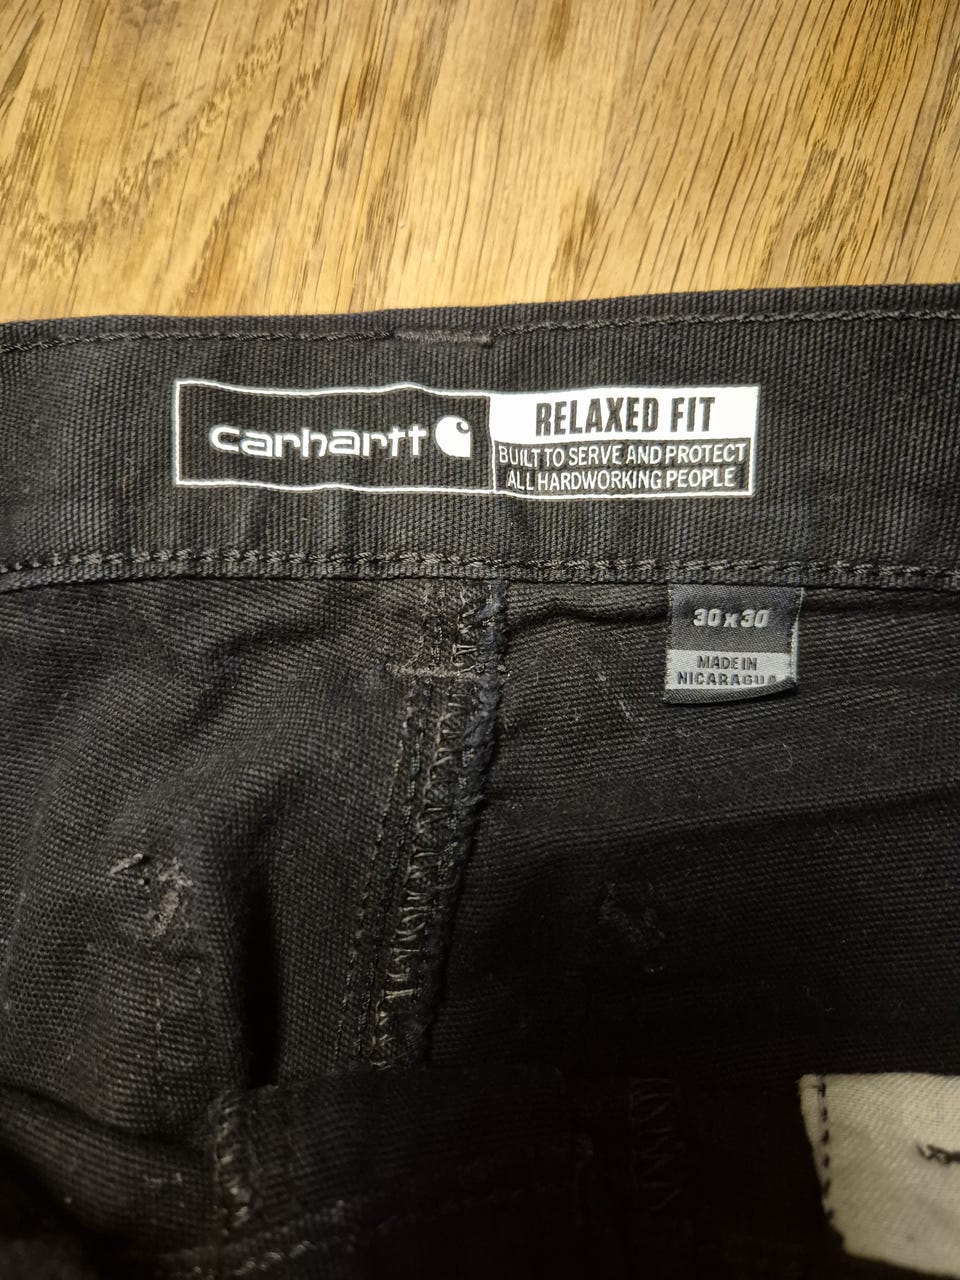 carhartt
RELAXED FIT
BUILT TO SERVE AND PROTECT
ALL HARDWORKING PEOPLE
30 x 30
MADE IN
NICARAGUA